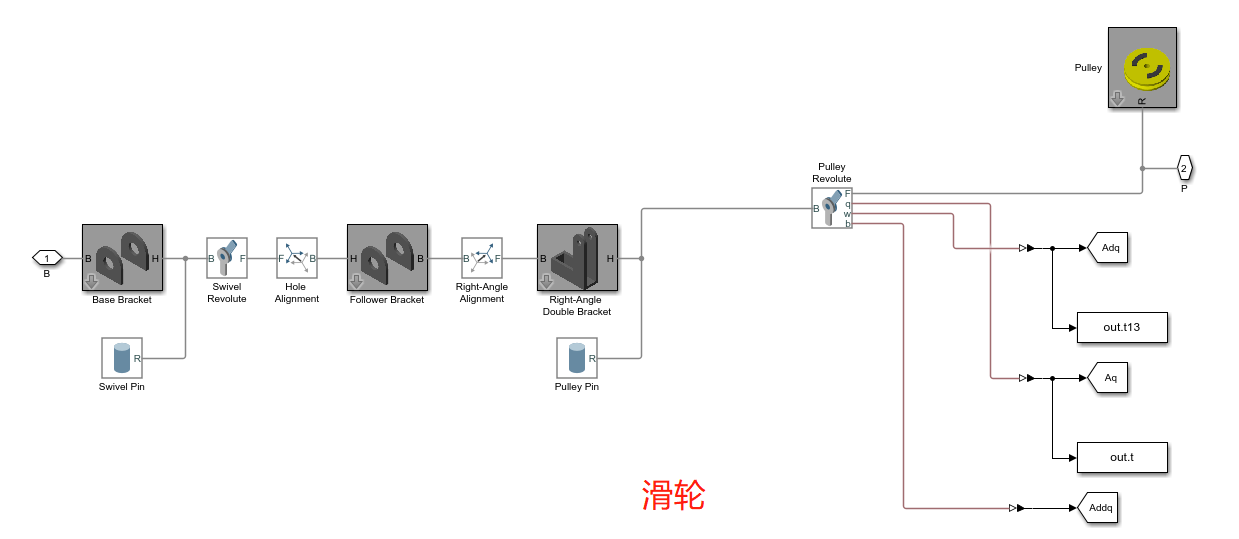 Pulley
R
Pulley
Revolute
B
F
q
w
b
2
P
1
B
B
H
Base Bracket
B
F
Swivel
Revolute
F
B
Hole
Alignment
H
B
Follower Bracket
B
F
Right-Angle
Alignment
B
H
Right-Angle
Double Bracket
R
Swivel Pin
R
Pulley Pin
Adq
out.t13
Aq
out.t
Addq
滑轮